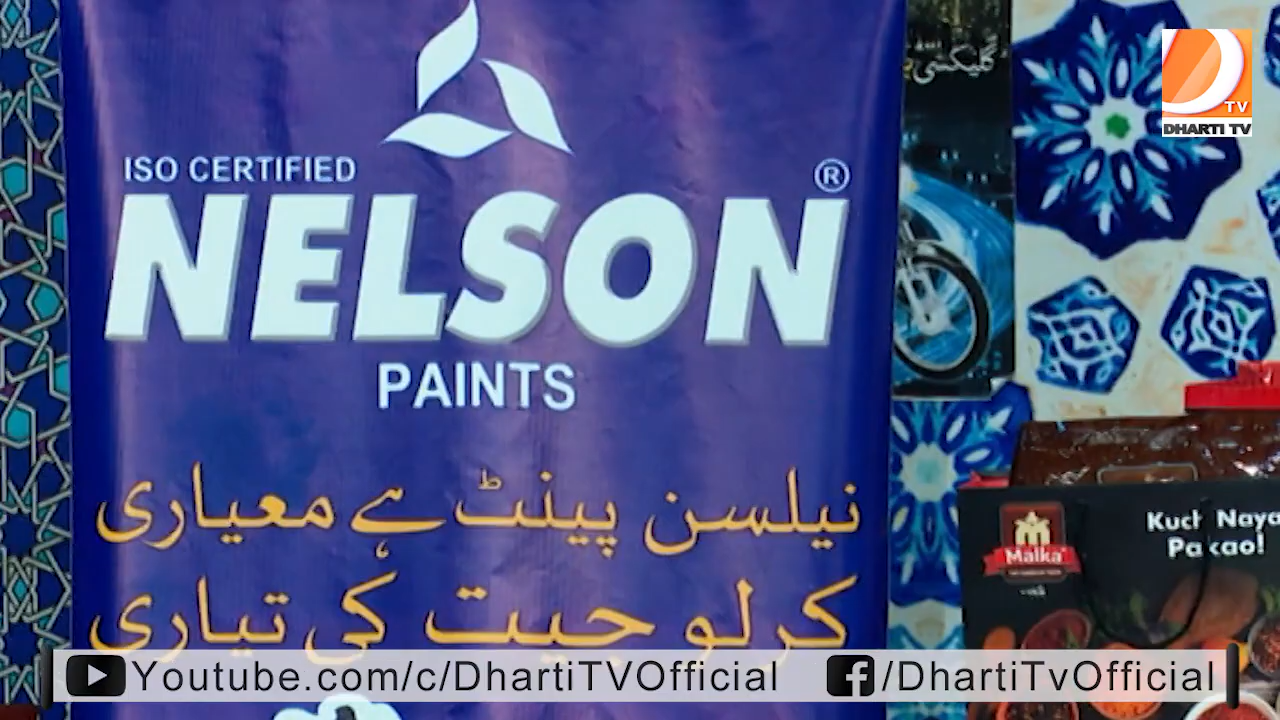 گلیکسی
TV
DHARTI TV
ISO CERTIFIED
®
NELSON
PAINTS
نیلسن پینٹ ہے معیاری
کرلو جیت کی تیاری
Malka
Kuch Naya
Pakao!
Youtube.com/c/DhartiTVOfficial
/DhartiTvOfficial